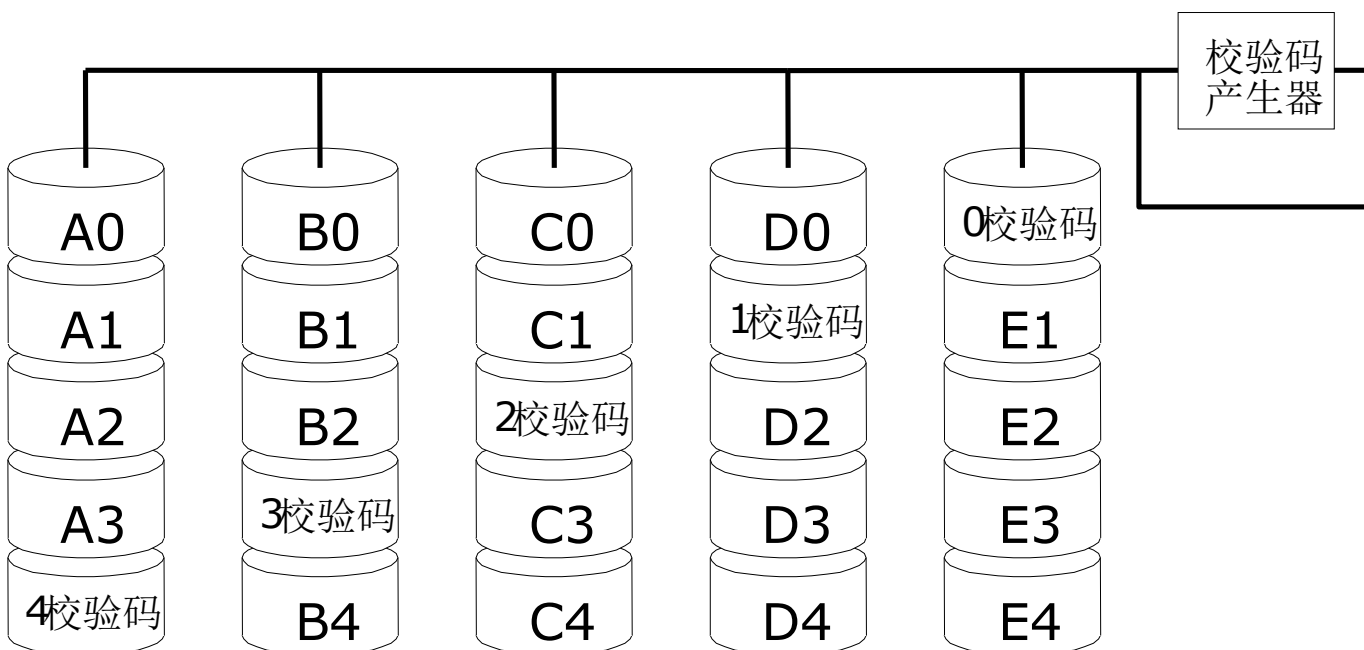 校验码
产生器
A0 B0 C0 D0 0校验码
A1 B1 C1 1校验码 E1
A2 B2 2校验码 D2 E2
A3 3校验码 C3 D3 E3
4校验码 B4 C4 D4 E4